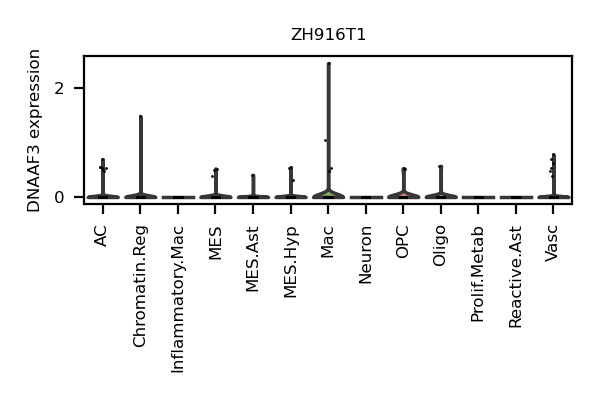 ZH916T1
DNAAF3 expression
2
0
AC
Chromatin.Reg
Inflammatory.Mac
MES
MES.Ast
MES.Hyp
Mac
Neuron
OPC
Oligo
Prolif.Metab
Reactive.Ast
Vasc